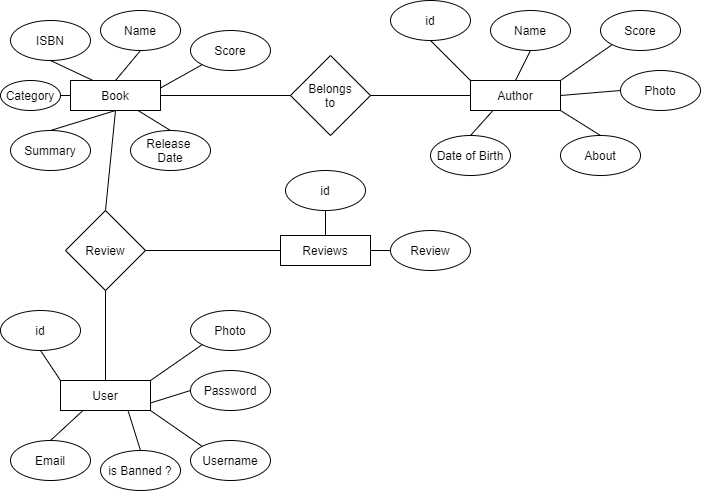 id
Name
Name
Score
ISBN
Score
Category
Book
Belongs
to
Author
Photo
Summary
Release
Date
Date of Birth
About
id
Review
Reviews
Review
id
Photo
User
Password
Email
is Banned ?
Username